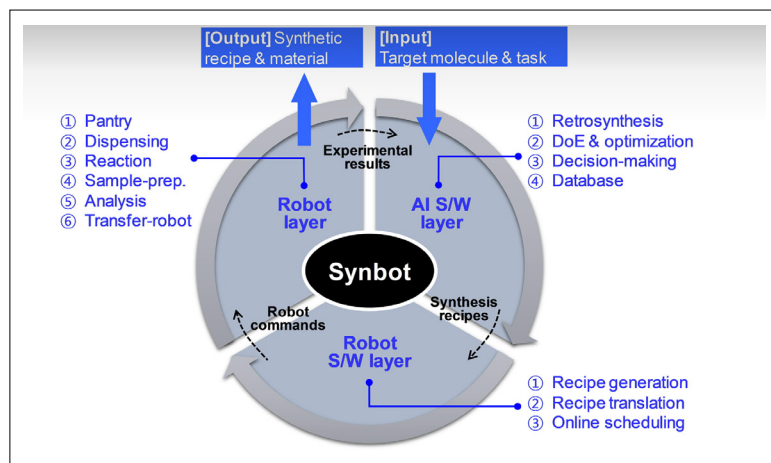 [Output] Synthetic
recipe & material
[Input]
Target molecule & task
① Pantry
② Dispensing
③ Reaction
④ Sample-prep.
⑤ Analysis
⑥ Transfer-robot
Experimental
results
① Retrosynthesis
② DoE & optimization
③ Decision-making
④ Database
Robot
layer
AI S/W
layer
Synbot
Robot
commands
Synthesis
recipes
Robot
S/W layer
① Recipe generation
② Recipe translation
③ Online scheduling